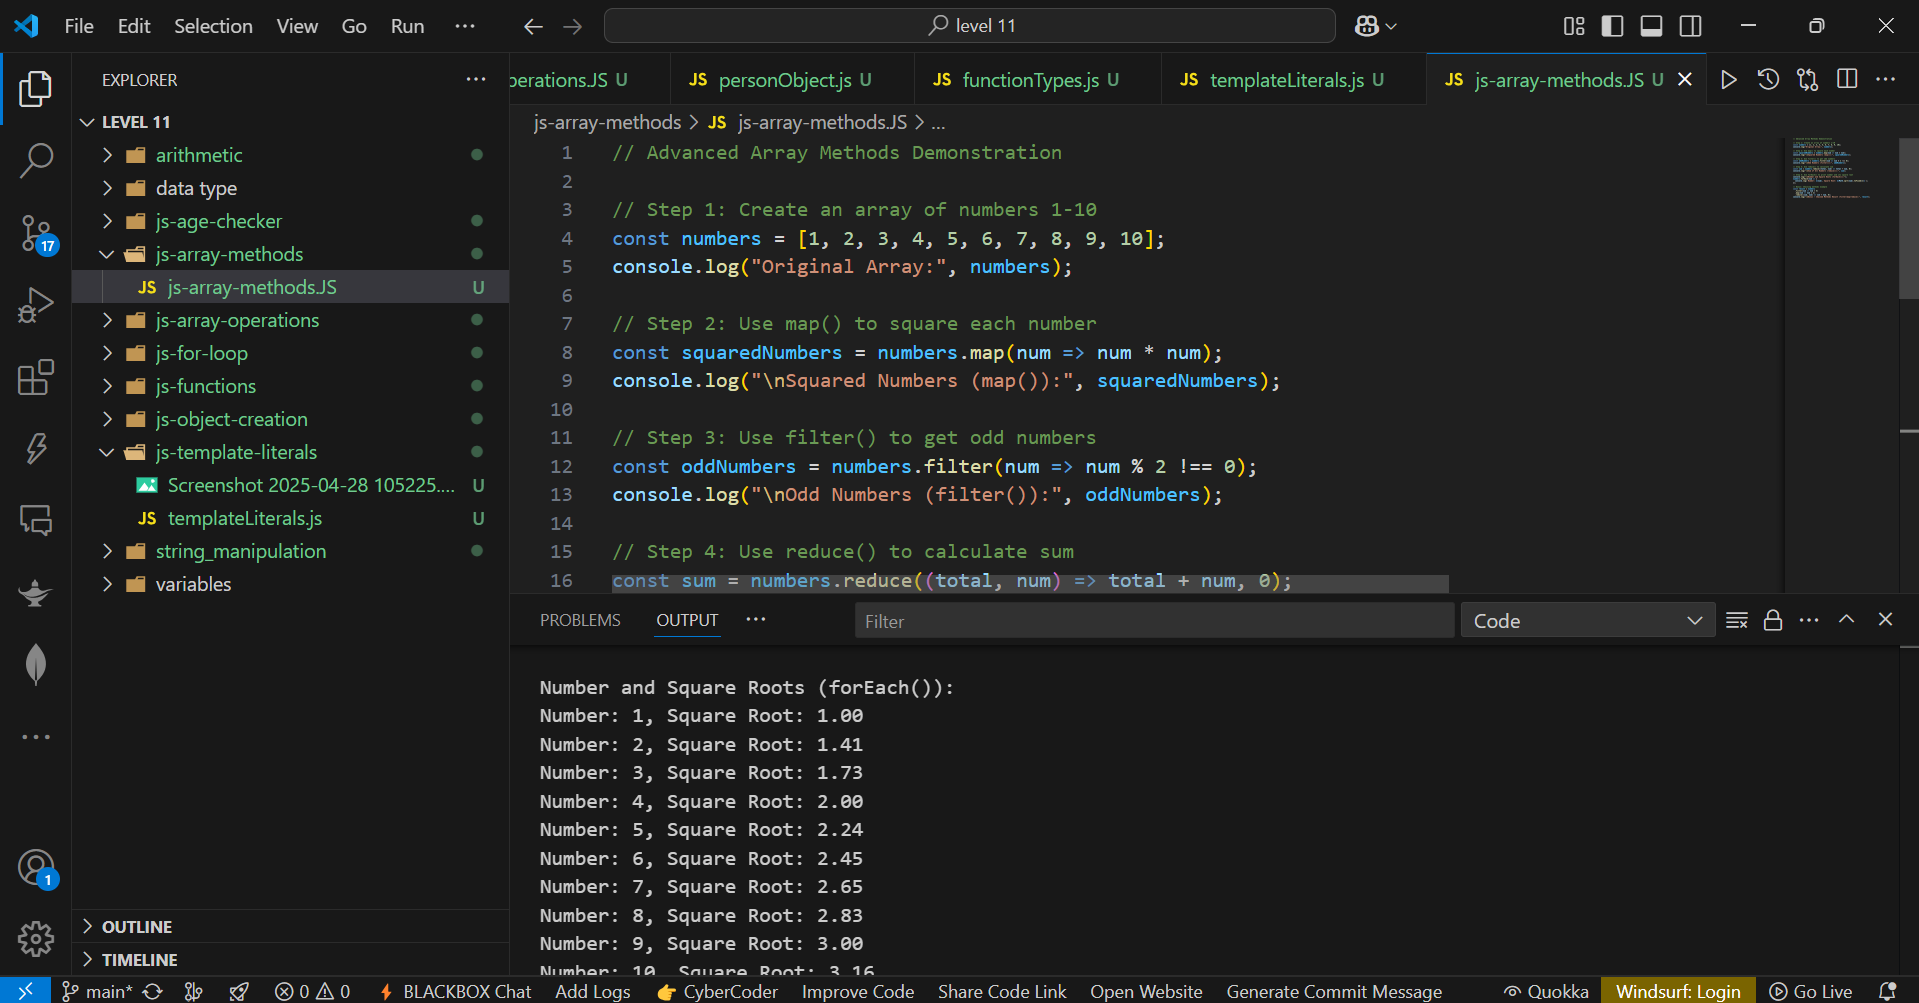 File Edit Selection View Go Run ··· level 11
EXPLORER ···
LEVEL 11
arithmetic
data type
js-age-checker
js-array-methods
JS js-array-methods.JS U
js-array-operations
js-for-loop
js-functions
js-object-creation
js-template-literals
Screenshot 2025-04-28 105225.... U
JS templateLiterals.js U
string_manipulation
variables
OUTLINE
TIMELINE
17
1
perations.JS U JS personObject.js U JS functionTypes.js U JS templateLiterals.js U JS js-array-methods.JS U
js-array-methods > JS js-array-methods.JS > ...
1 // Advanced Array Methods Demonstration
2
3 // Step 1: Create an array of numbers 1-10
4 const numbers = [1, 2, 3, 4, 5, 6, 7, 8, 9, 10];
5 console.log("Original Array:", numbers);
6
7 // Step 2: Use map() to square each number
8 const squaredNumbers = numbers.map(num => num * num);
9 console.log("\nSquared Numbers (map()):", squaredNumbers);
10
11 // Step 3: Use filter() to get odd numbers
12 const oddNumbers = numbers.filter(num => num % 2 !== 0);
13 console.log("\nOdd Numbers (filter()):", oddNumbers);
14
15 // Step 4: Use reduce() to calculate sum
16 const sum = numbers.reduce((total, num) => total + num, 0);
PROBLEMS OUTPUT ··· Filter Code
Number and Square Roots (forEach()):
Number: 1, Square Root: 1.00
Number: 2, Square Root: 1.41
Number: 3, Square Root: 1.73
Number: 4, Square Root: 2.00
Number: 5, Square Root: 2.24
Number: 6, Square Root: 2.45
Number: 7, Square Root: 2.65
Number: 8, Square Root: 2.83
Number: 9, Square Root: 3.00
Number: 10, Square Root: 3.16
main* 0 0 BLACKBOX Chat Add Logs CyberCoder Improve Code Share Code Link Open Website Generate Commit Message Quokka Windsurf: Login Go Live